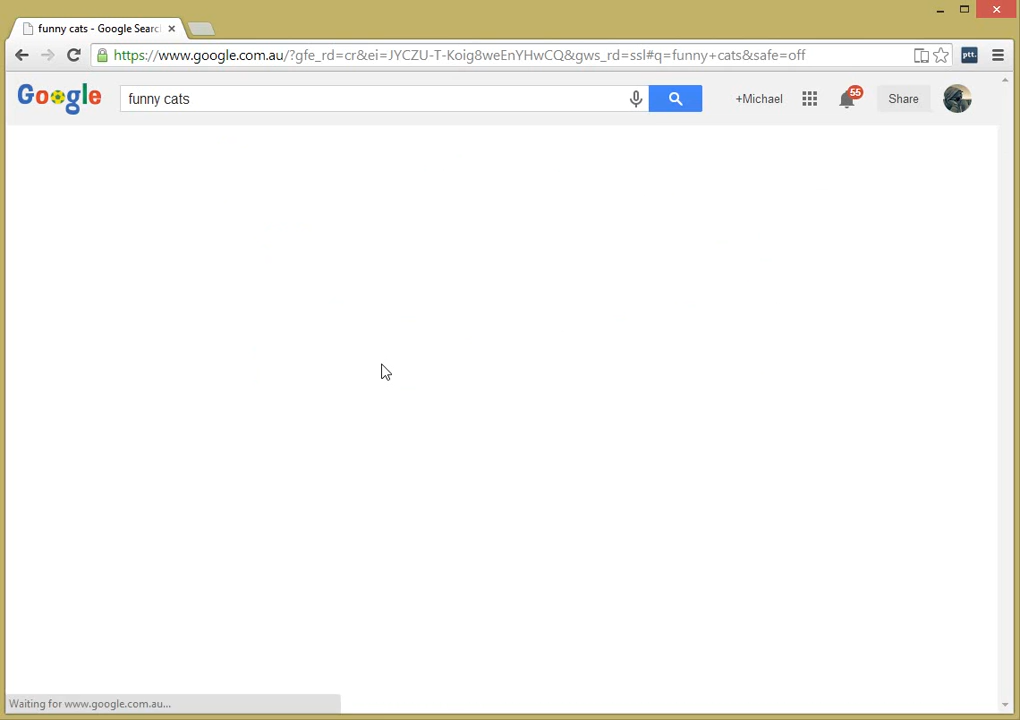 funny cats - Google Searc
https://www.google.com.au/?gfe_rd=cr&ei=JYCZU-T-Koig8weEnYHwCQ&gws_rd=ssl#q=funny+cats&safe=off
ptt.
Google
funny cats
+Michael
55
Share
Waiting for www.google.com.au...